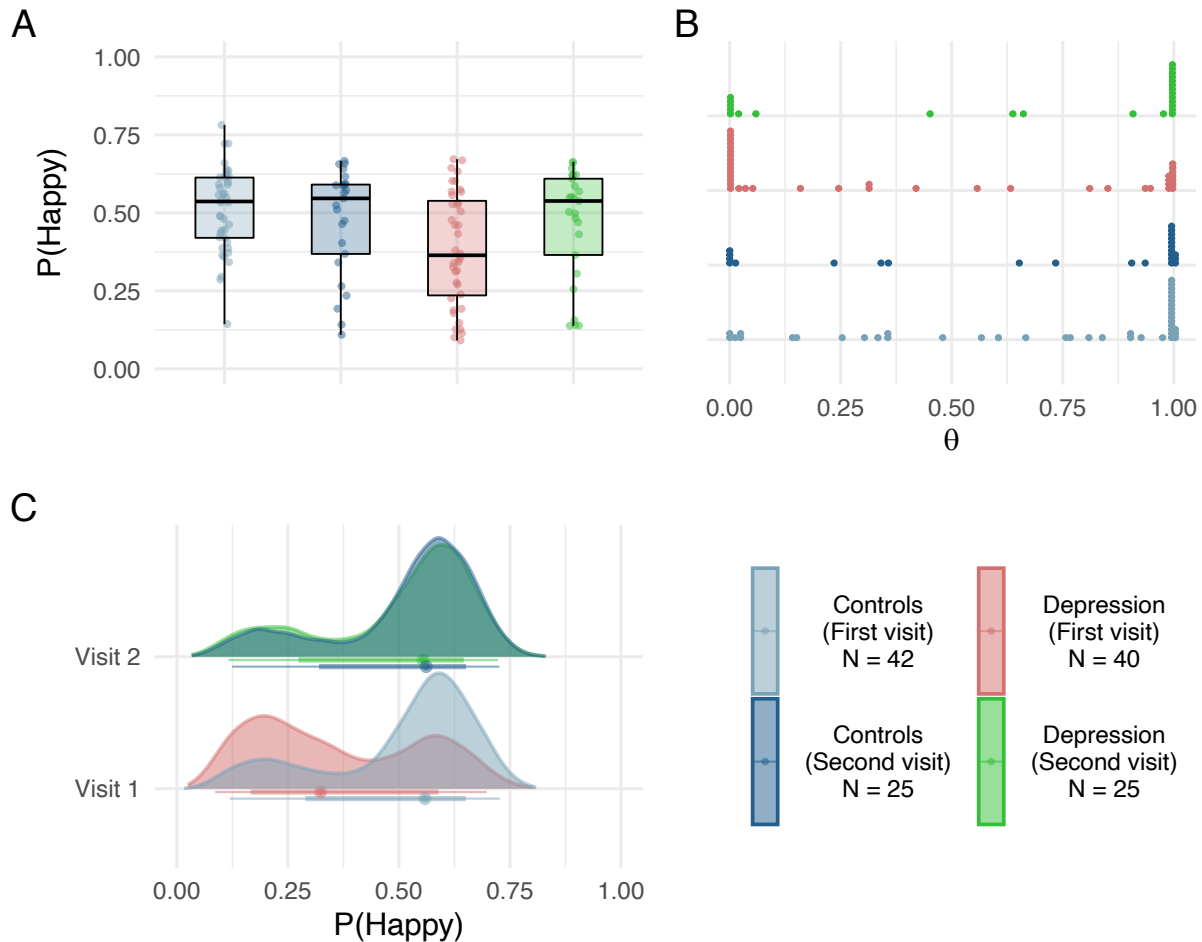 A
1.00
0.75
0.50
0.25
0.00
P(Happy)
B
0.00 0.25 0.50 0.75 1.00
θ
C
Visit 2
Visit 1
0.00 0.25 0.50 0.75 1.00
P(Happy)
Controls
(First visit)
N = 42
Depression
(First visit)
N = 40
Controls
(Second visit)
N = 25
Depression
(Second visit)
N = 25